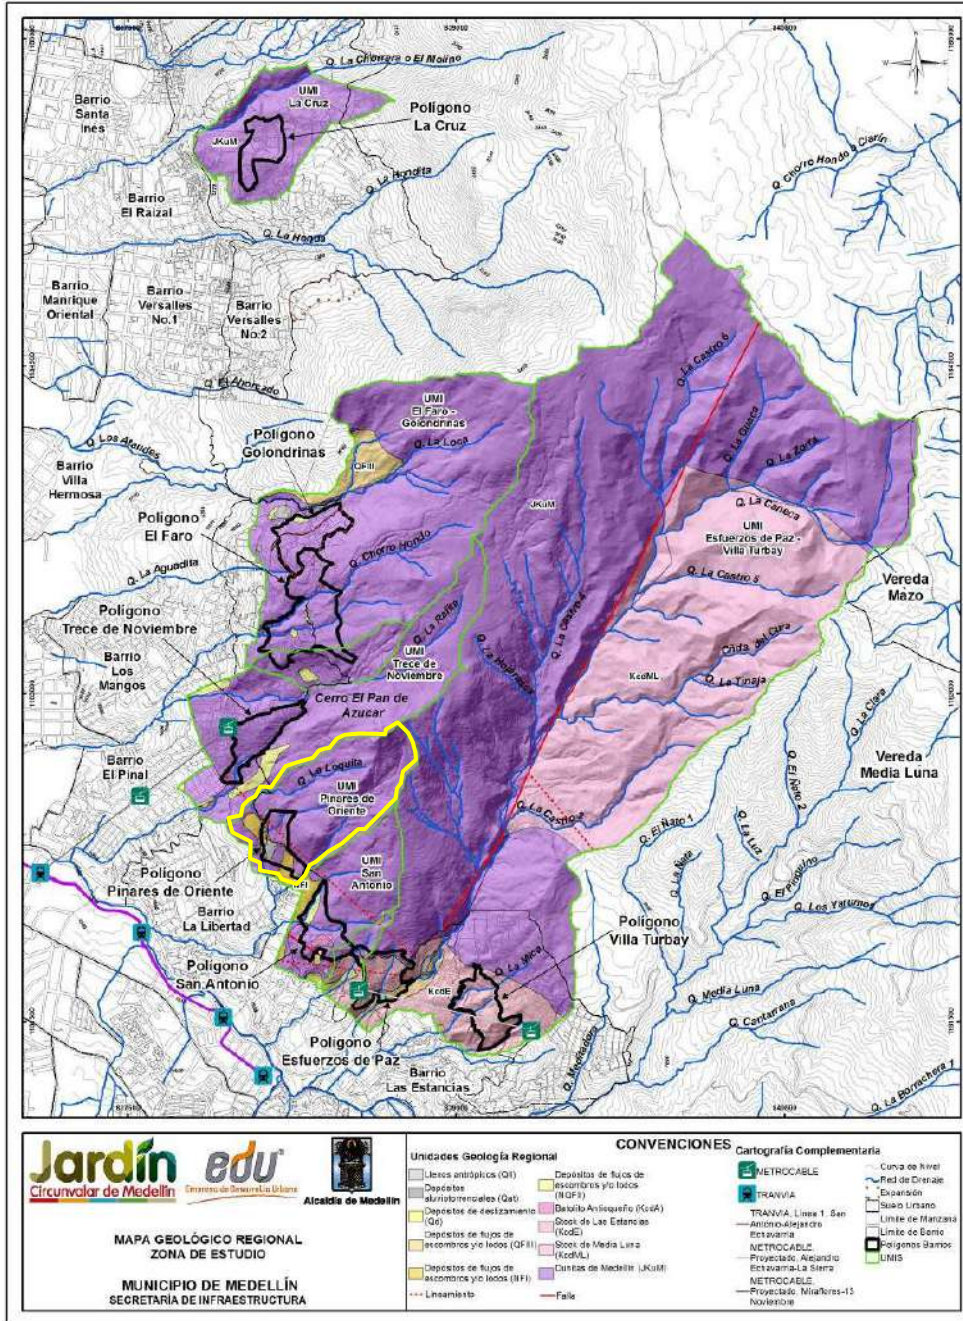 Q. La Chorrera o El Molino
UMI
La Cruz
Polígono
La Cruz
Barrio
Santa
Ines
JKuM
Q. La Hondita
Q. Chorro Hondo o Clarín
Barrio
El Raizal
Q. La Honda
Barrio
Manrique
Oriental
Barrio
Versalles
No.1
Barrio
Versalles
No.2
Q. La Castro 6
Q. El Ahorcado
UMI
El Faro -
Golondrinas
Q. La Guaca
Polígono
Golondrinas
Q. La Loca
Q. Los Ataudes
Q. La Zorra
QFIII
Barrio
Villa
Hermosa
JKuM
Q. La Caneca
Polígono
El Faro
UMI
Esfuerzos de Paz -
Villa Turbay
Q. Chorro Hondo
Q. La Aguadita
Q. La Castro 5
Vereda
Mazo
Polígono
Trece de Noviembre
Q. La Castro 4
Q. La Rafita
Cñda. del Cura
Barrio
Los
Mangos
UMI
Trece de
Noviembre
KcdML
Q. La Tinaja
Cerro El Pan de
Azucar
Q. La Clara
Barrio
El Pinal
Q. La Loquita
Q. El Ñato 2
Vereda
Media Luna
UMI
Pinares de
Oriente
Q. El Ñato 1
Q. La Luz
UMI
San
Antonio
Q. La Ñata
Q. El Pingüino
Polígono
Pinares de Oriente
NFI
Q. Los Yarumos
Barrio
La Libertad
Polígono
Villa Turbay
Polígono
San Antonio
Q. La Mica
KcdE
Q. Media Luna
Q. Cantarrana
Polígono
Esfuerzos de Paz
Barrio
Las Estancias
Q. La Borrachera 1
Jardín
Circunvalar de Medellín
edu
Empresa de Desarrollo Urbano
Alcaldía de Medellín
MAPA GEOLÓGICO REGIONAL
ZONA DE ESTUDIO
MUNICIPIO DE MEDELLÍN
SECRETARÍA DE INFRAESTRUCTURA
CONVENCIONES
Unidades Geología Regional
Llenos antrópicos (Qll)
Depósitos
aluviotorrenciales (Qat)
Depósitos de deslizamiento
(Qd)
Depósitos de flujos de
escombros y/o lodos (QFIII)
Depósitos de flujos de
escombros y/o lodos (NFI)
Lineamiento
Depósitos de flujos de
escombros y/o lodos
(NQFII)
Batolito Antioqueño (KcdA)
Stock de Las Estancias
(KcdE)
Stock de Media Luna
(KcdML)
Dunitas de Medellín (JKuM)
Falla
Cartografía Complementaria
METROCABLE
TRANVIA
TRANVIA, Línea 1, San
Antonio-Alejandro
Echavarría
METROCABLE,
Proyectado, Alejandro
Echavarría-La Sierra
METROCABLE
Proyectado, Miraflores-13
Noviembre
Curva de Nivel
Red de Drenaje
Expansión
Suelo Urbano
Límite de Manzana
Límite de Barrio
Polígonos Barrios
UMIS